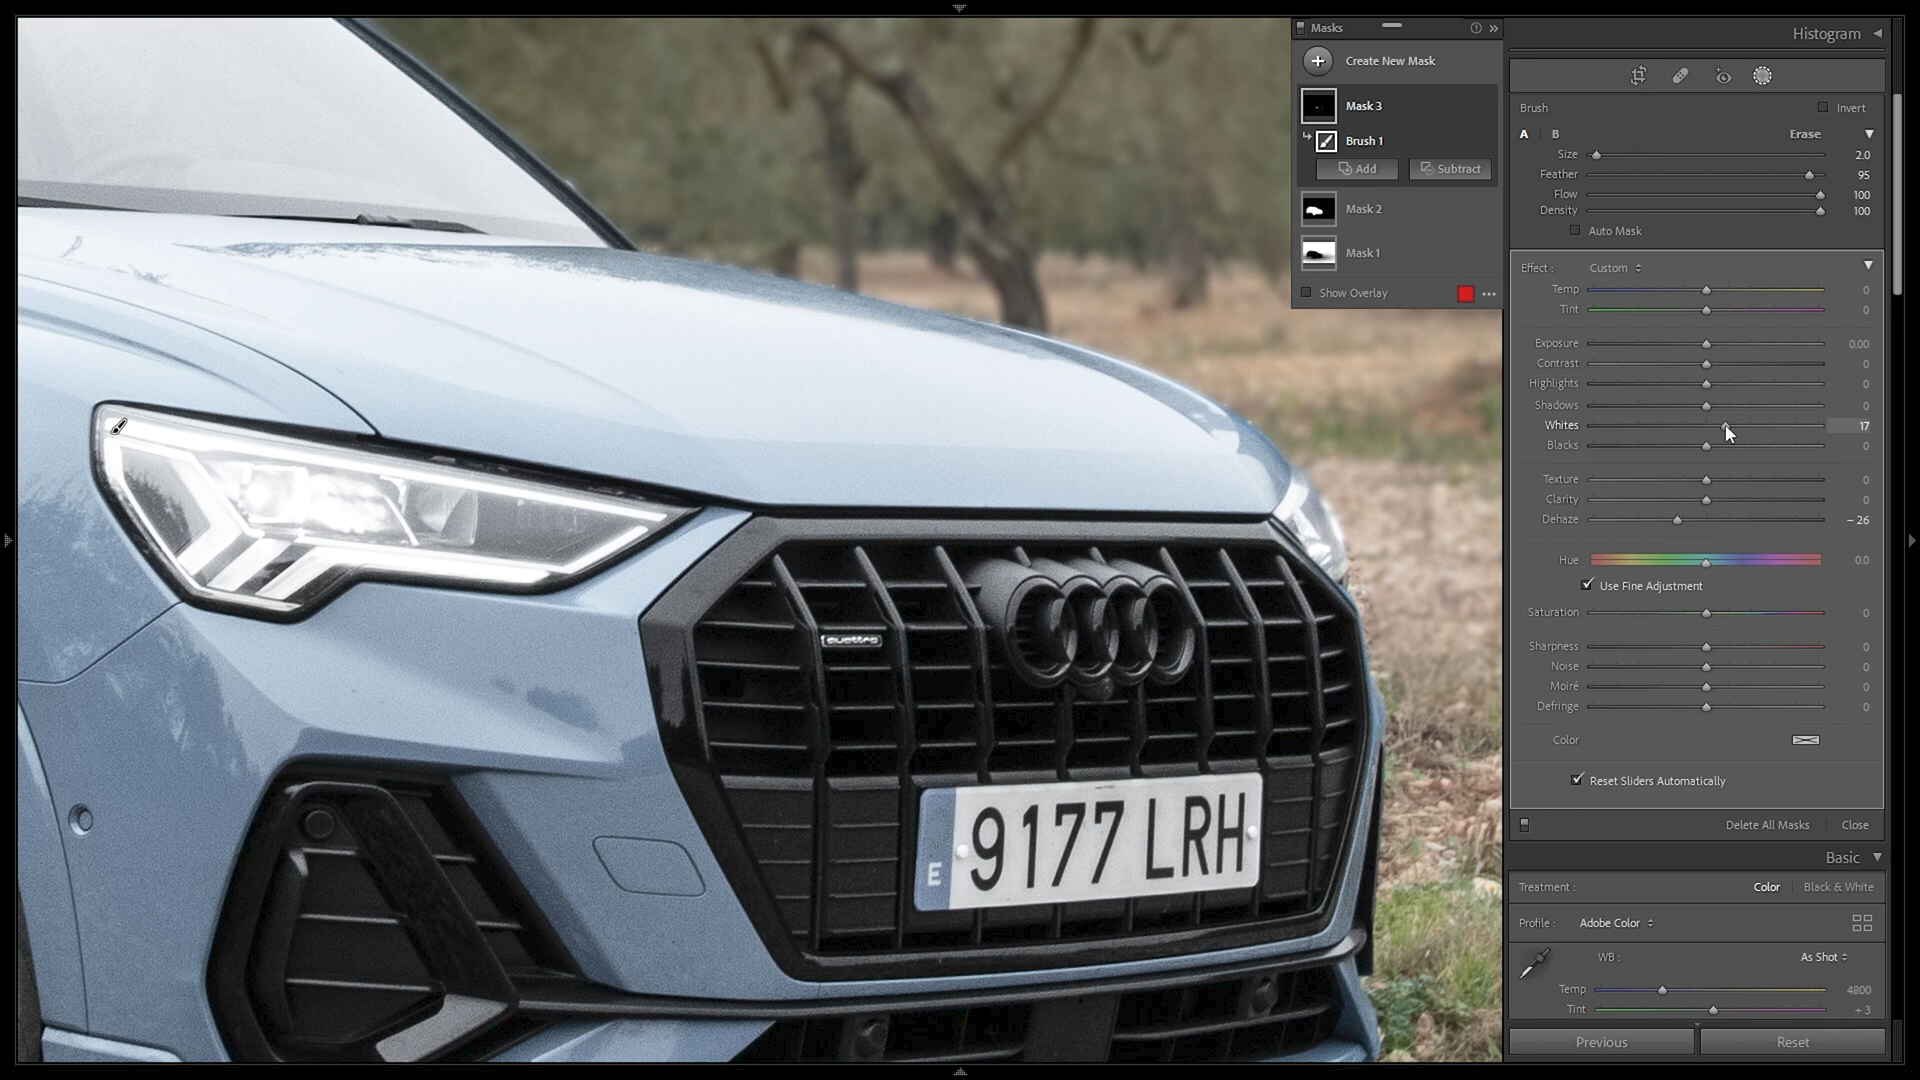 Masks
Create New Mask
Mask 3
Brush 1
Add
Subtract
Mask 2
Mask 1
Show Overlay
Histogram
Brush
Invert
A B Erase
Size 2.0
Feather 95
Flow 100
Density 100
Auto Mask
Effect : Custom
Temp 0
Tint 0
Exposure 0.00
Contrast 0
Highlights 0
Shadows 0
Whites 17
Blacks 0
Texture 0
Clarity 0
Dehaze – 26
Hue 0.0
Use Fine Adjustment
Saturation 0
Sharpness 0
Noise 0
Moiré 0
Defringe 0
Color
Reset Sliders Automatically
Delete All Masks Close
Basic
Treatment : Color Black & White
Profile : Adobe Color
WB : As Shot
Temp 4800
Tint + 3
Previous Reset
quattro
E 9177 LRH